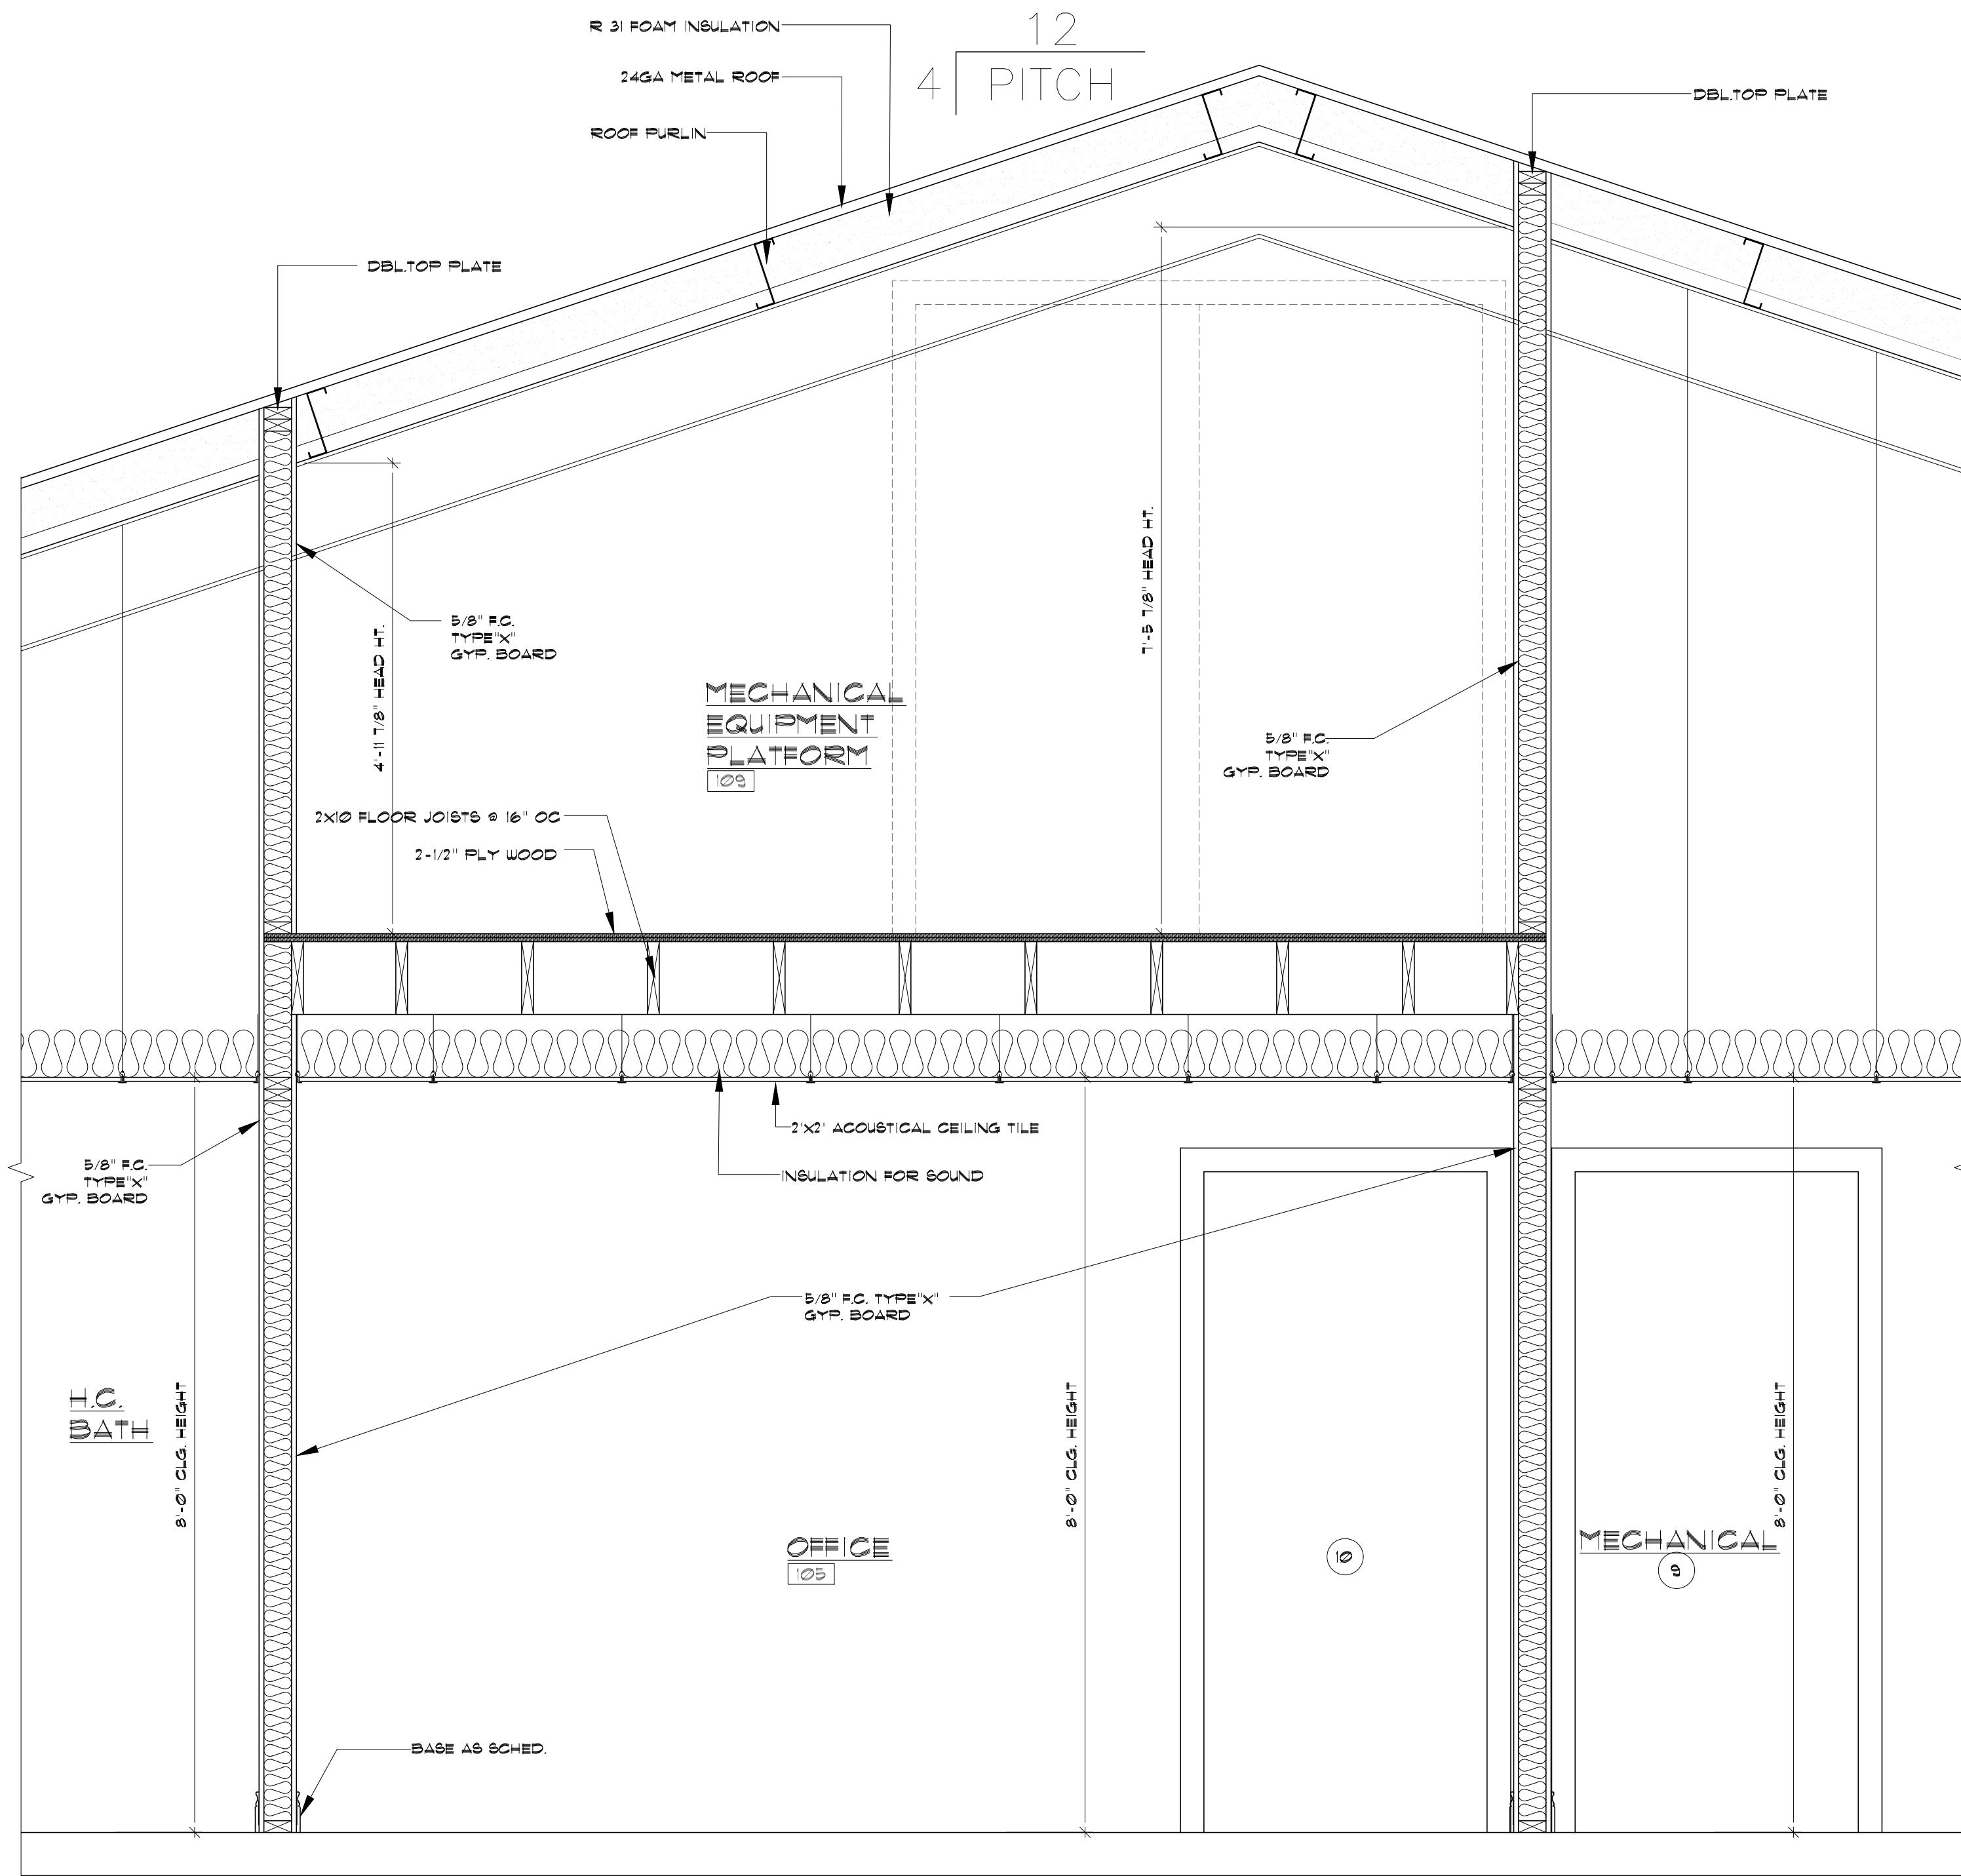 R 31 FOAM INSULATION
12
24GA METAL ROOF
4
PITCH
DBL.TOP PLATE
ROOF PURLIN
DBL.TOP PLATE
5/8" F.C.
TYPE"X"
GYP. BOARD
4'-11 7/8" HEAD HT.
7'-5 7/8" HEAD HT.
MECHANICAL
EQUIPMENT
PLATFORM
109
5/8" F.C.
TYPE"X"
GYP. BOARD
2X10 FLOOR JOISTS @ 16" OC
2-1/2" PLY WOOD
2'X2' ACOUSTICAL CEILING TILE
INSULATION FOR SOUND
5/8" F.C.
TYPE"X"
GYP. BOARD
5/8" F.C. TYPE"X"
GYP. BOARD
H.C.
BATH
8'-0" CLG. HEIGHT
8'-0" CLG. HEIGHT
8'-0" CLG. HEIGHT
OFFICE
105
10
MECHANICAL
9
BASE AS SCHED.